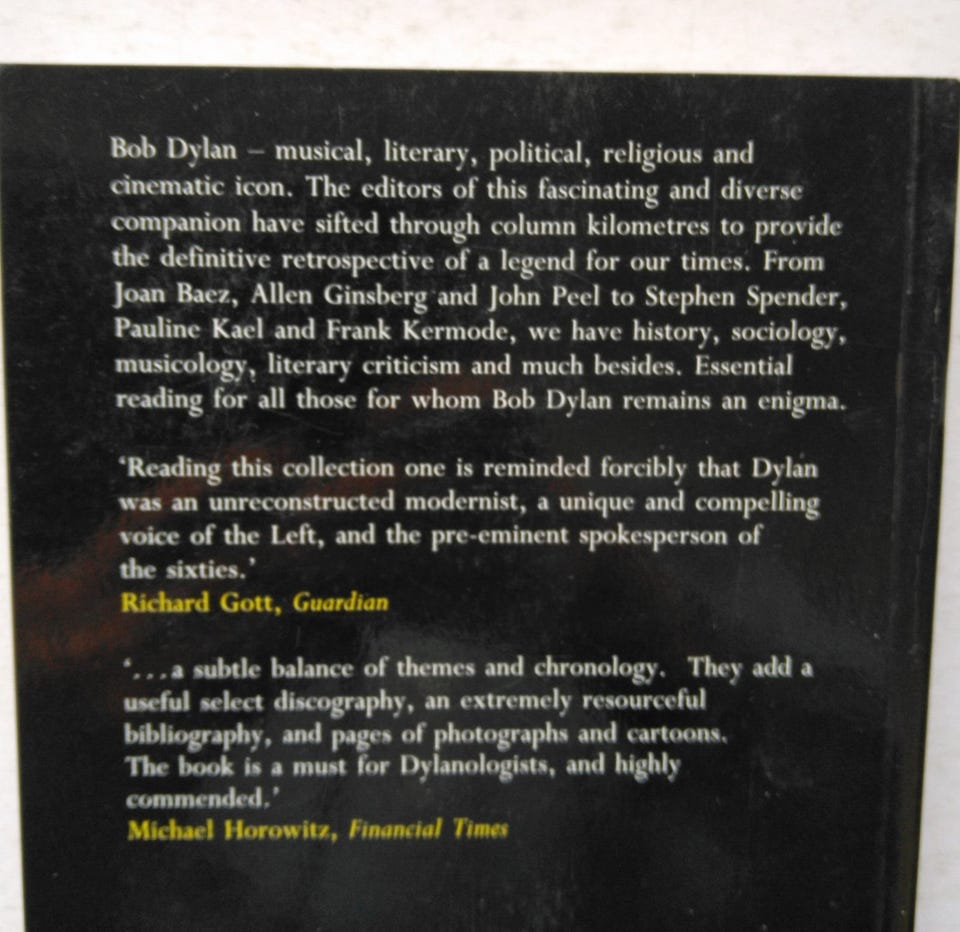 Bob Dylan – musical, literary, political, religious and
cinematic icon. The editors of this fascinating and diverse
companion have sifted through column kilometres to provide
the definitive retrospective of a legend for our times. From
Joan Baez, Allen Ginsberg and John Peel to Stephen Spender,
Pauline Kael and Frank Kermode, we have history, sociology,
musicology, literary criticism and much besides. Essential
reading for all those for whom Bob Dylan remains an enigma.
‘Reading this collection one is reminded forcibly that Dylan
was an unreconstructed modernist, a unique and compelling
voice of the Left, and the pre-eminent spokesperson of
the sixties.’
Richard Gott, Guardian
‘...a subtle balance of themes and chronology. They add a
useful select discography, an extremely resourceful
bibliography, and pages of photographs and cartoons.
The book is a must for Dylanologists, and highly
commended.’
Michael Horowitz, Financial Times